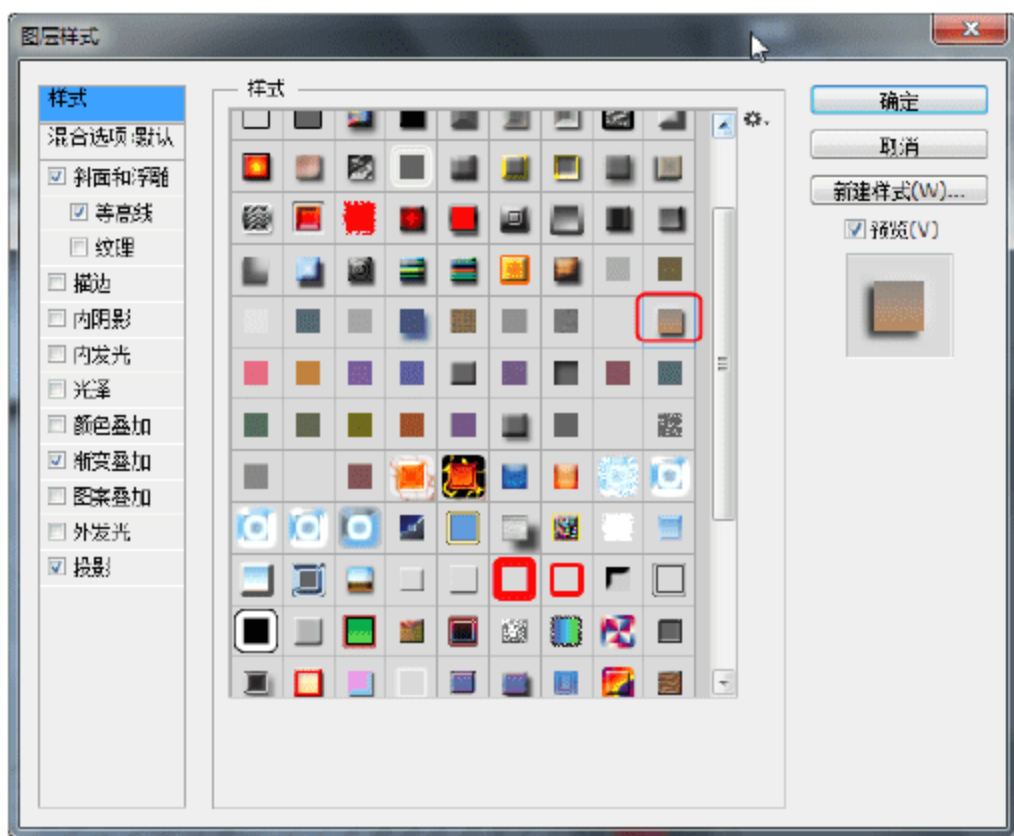 图层样式
样式
混合选项:默认
斜面和浮雕
等高线
纹理
描边
内阴影
内发光
光泽
颜色叠加
渐变叠加
图案叠加
外发光
投影
样式
确定
取消
新建样式(W)...
预览(V)